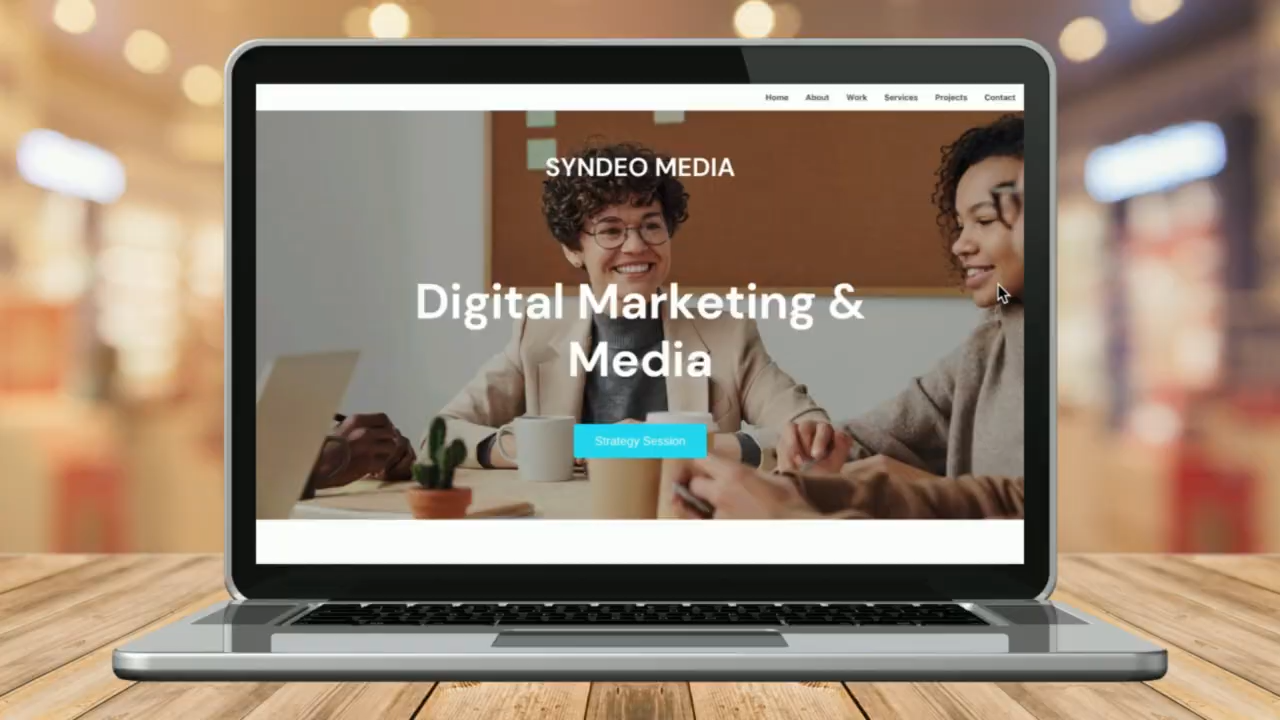 Home About Work Services Projects Contact
SYNDEO MEDIA
Digital Marketing &
Media
Strategy Session